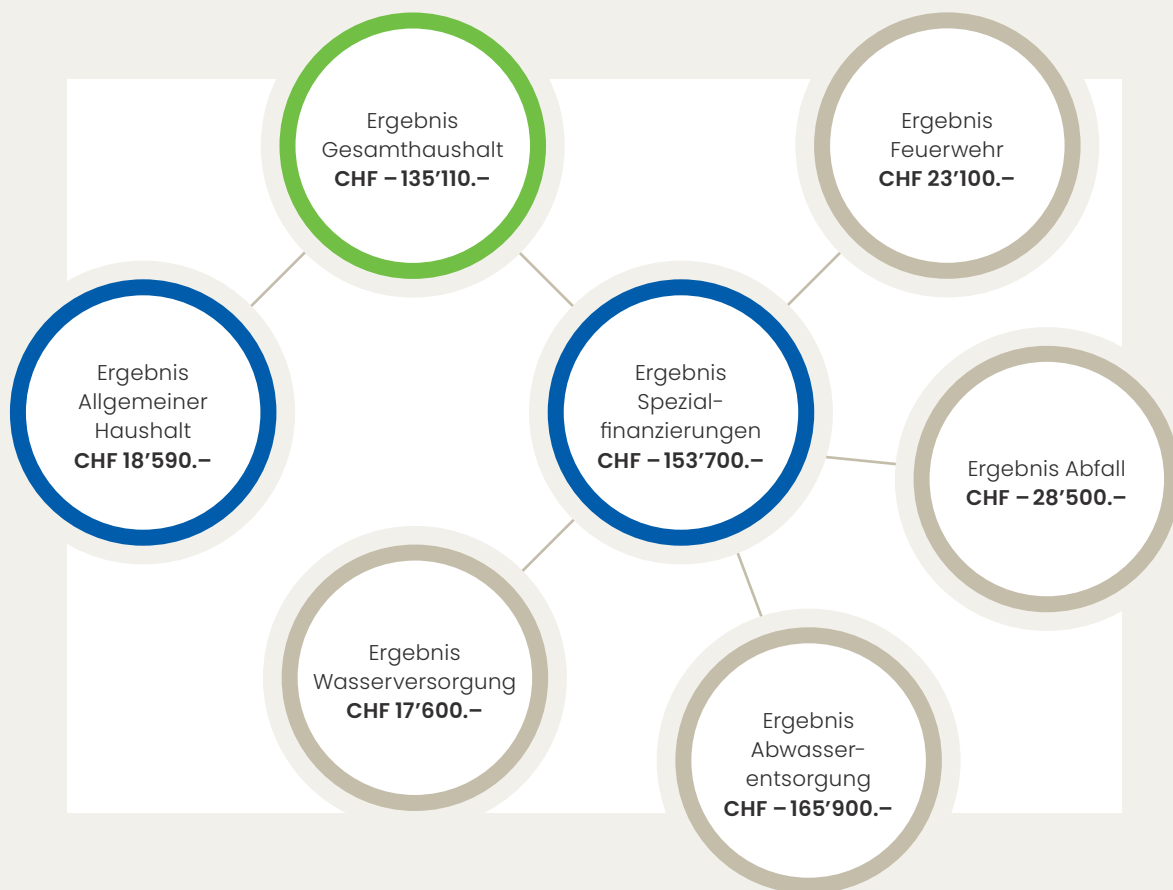 Ergebnis
Gesamthaushalt
CHF –135’110.–
Ergebnis
Feuerwehr
CHF 23’100.–
Ergebnis
Allgemeiner
Haushalt
CHF 18’590.–
Ergebnis
Spezial-
finanzierungen
CHF –153’700.–
Ergebnis Abfall
CHF –28’500.–
Ergebnis
Wasserversorgung
CHF 17’600.–
Ergebnis
Abwasser-
entsorgung
CHF –165’900.–